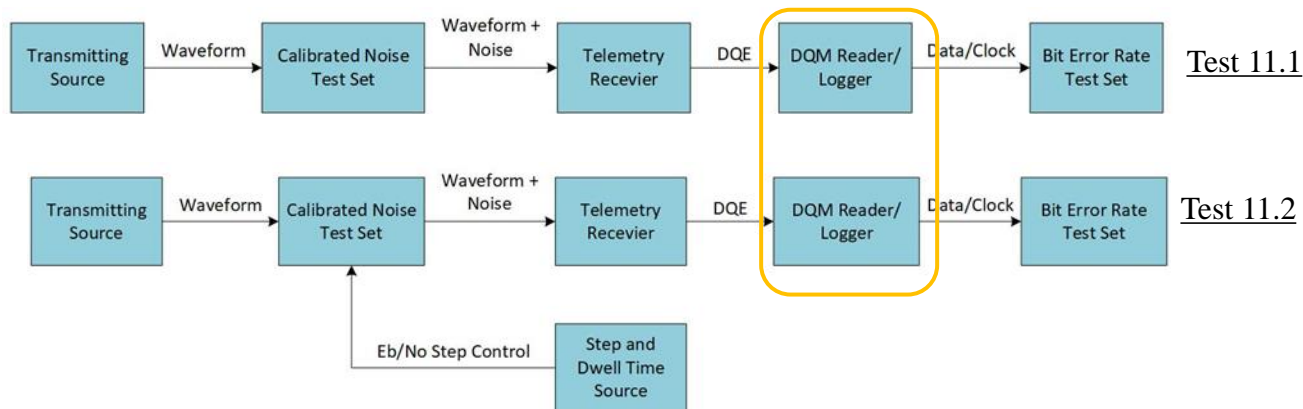 Transmitting
Source
Waveform
Calibrated Noise
Test Set
Waveform +
Noise
Telemetry
Recevier
DQE
DQM Reader/
Logger
Data/Clock
Bit Error Rate
Test Set
Test 11.1
Transmitting
Source
Waveform
Calibrated Noise
Test Set
Waveform +
Noise
Telemetry
Recevier
DQE
DQM Reader/
Logger
Data/Clock
Bit Error Rate
Test Set
Test 11.2
Eb/No Step Control
Step and
Dwell Time
Source